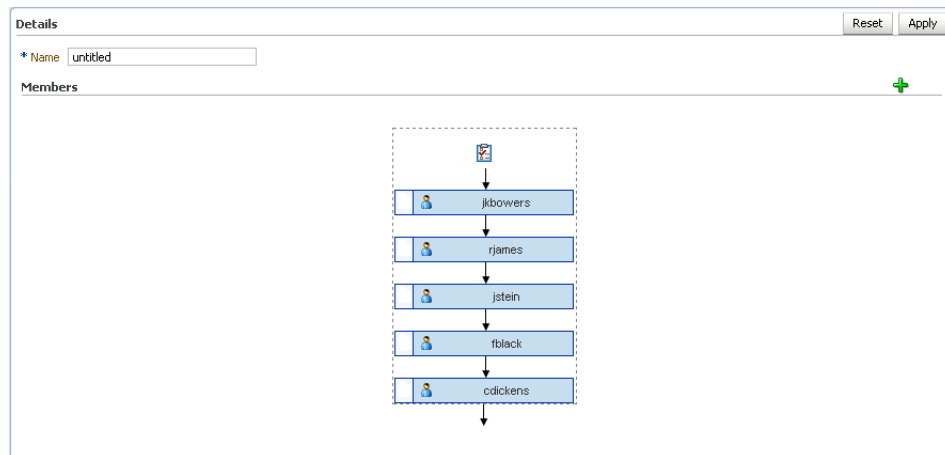 Details
Reset
Apply
* Name untitled
Members
jkbowers
rjames
jstein
fblack
cdickens